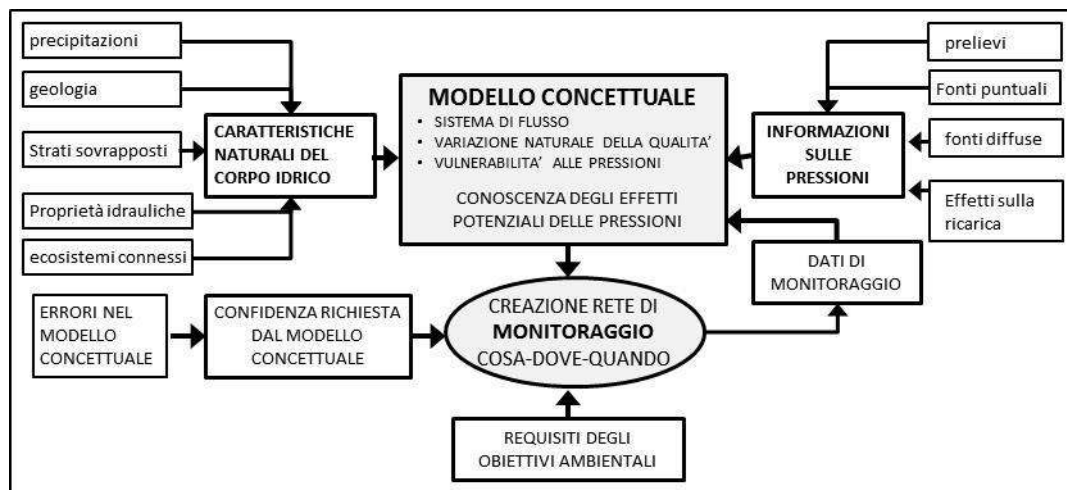 precipitazioni
geologia
Strati sovrapposti
Proprietà idrauliche
ecosistemi connessi
CARATTERISTICHE
NATURALI DEL
CORPO IDRICO
MODELLO CONCETTUALE
• SISTEMA DI FLUSSO
• VARIAZIONE NATURALE DELLA QUALITA’
• VULNERABILITA’ ALLE PRESSIONI
CONOSCENZA DEGLI EFFETTI
POTENZIALI DELLE PRESSIONI
INFORMAZIONI
SULLE
PRESSIONI
prelievi
Fonti puntuali
fonti diffuse
Effetti sulla
ricarica
DATI DI
MONITORAGGIO
ERRORI NEL
MODELLO
CONCETTUALE
CONFIDENZA RICHIESTA
DAL MODELLO
CONCETTUALE
CREAZIONE RETE DI
MONITORAGGIO
COSA-DOVE-QUANDO
REQUISITI DEGLI
OBIETTIVI AMBIENTALI